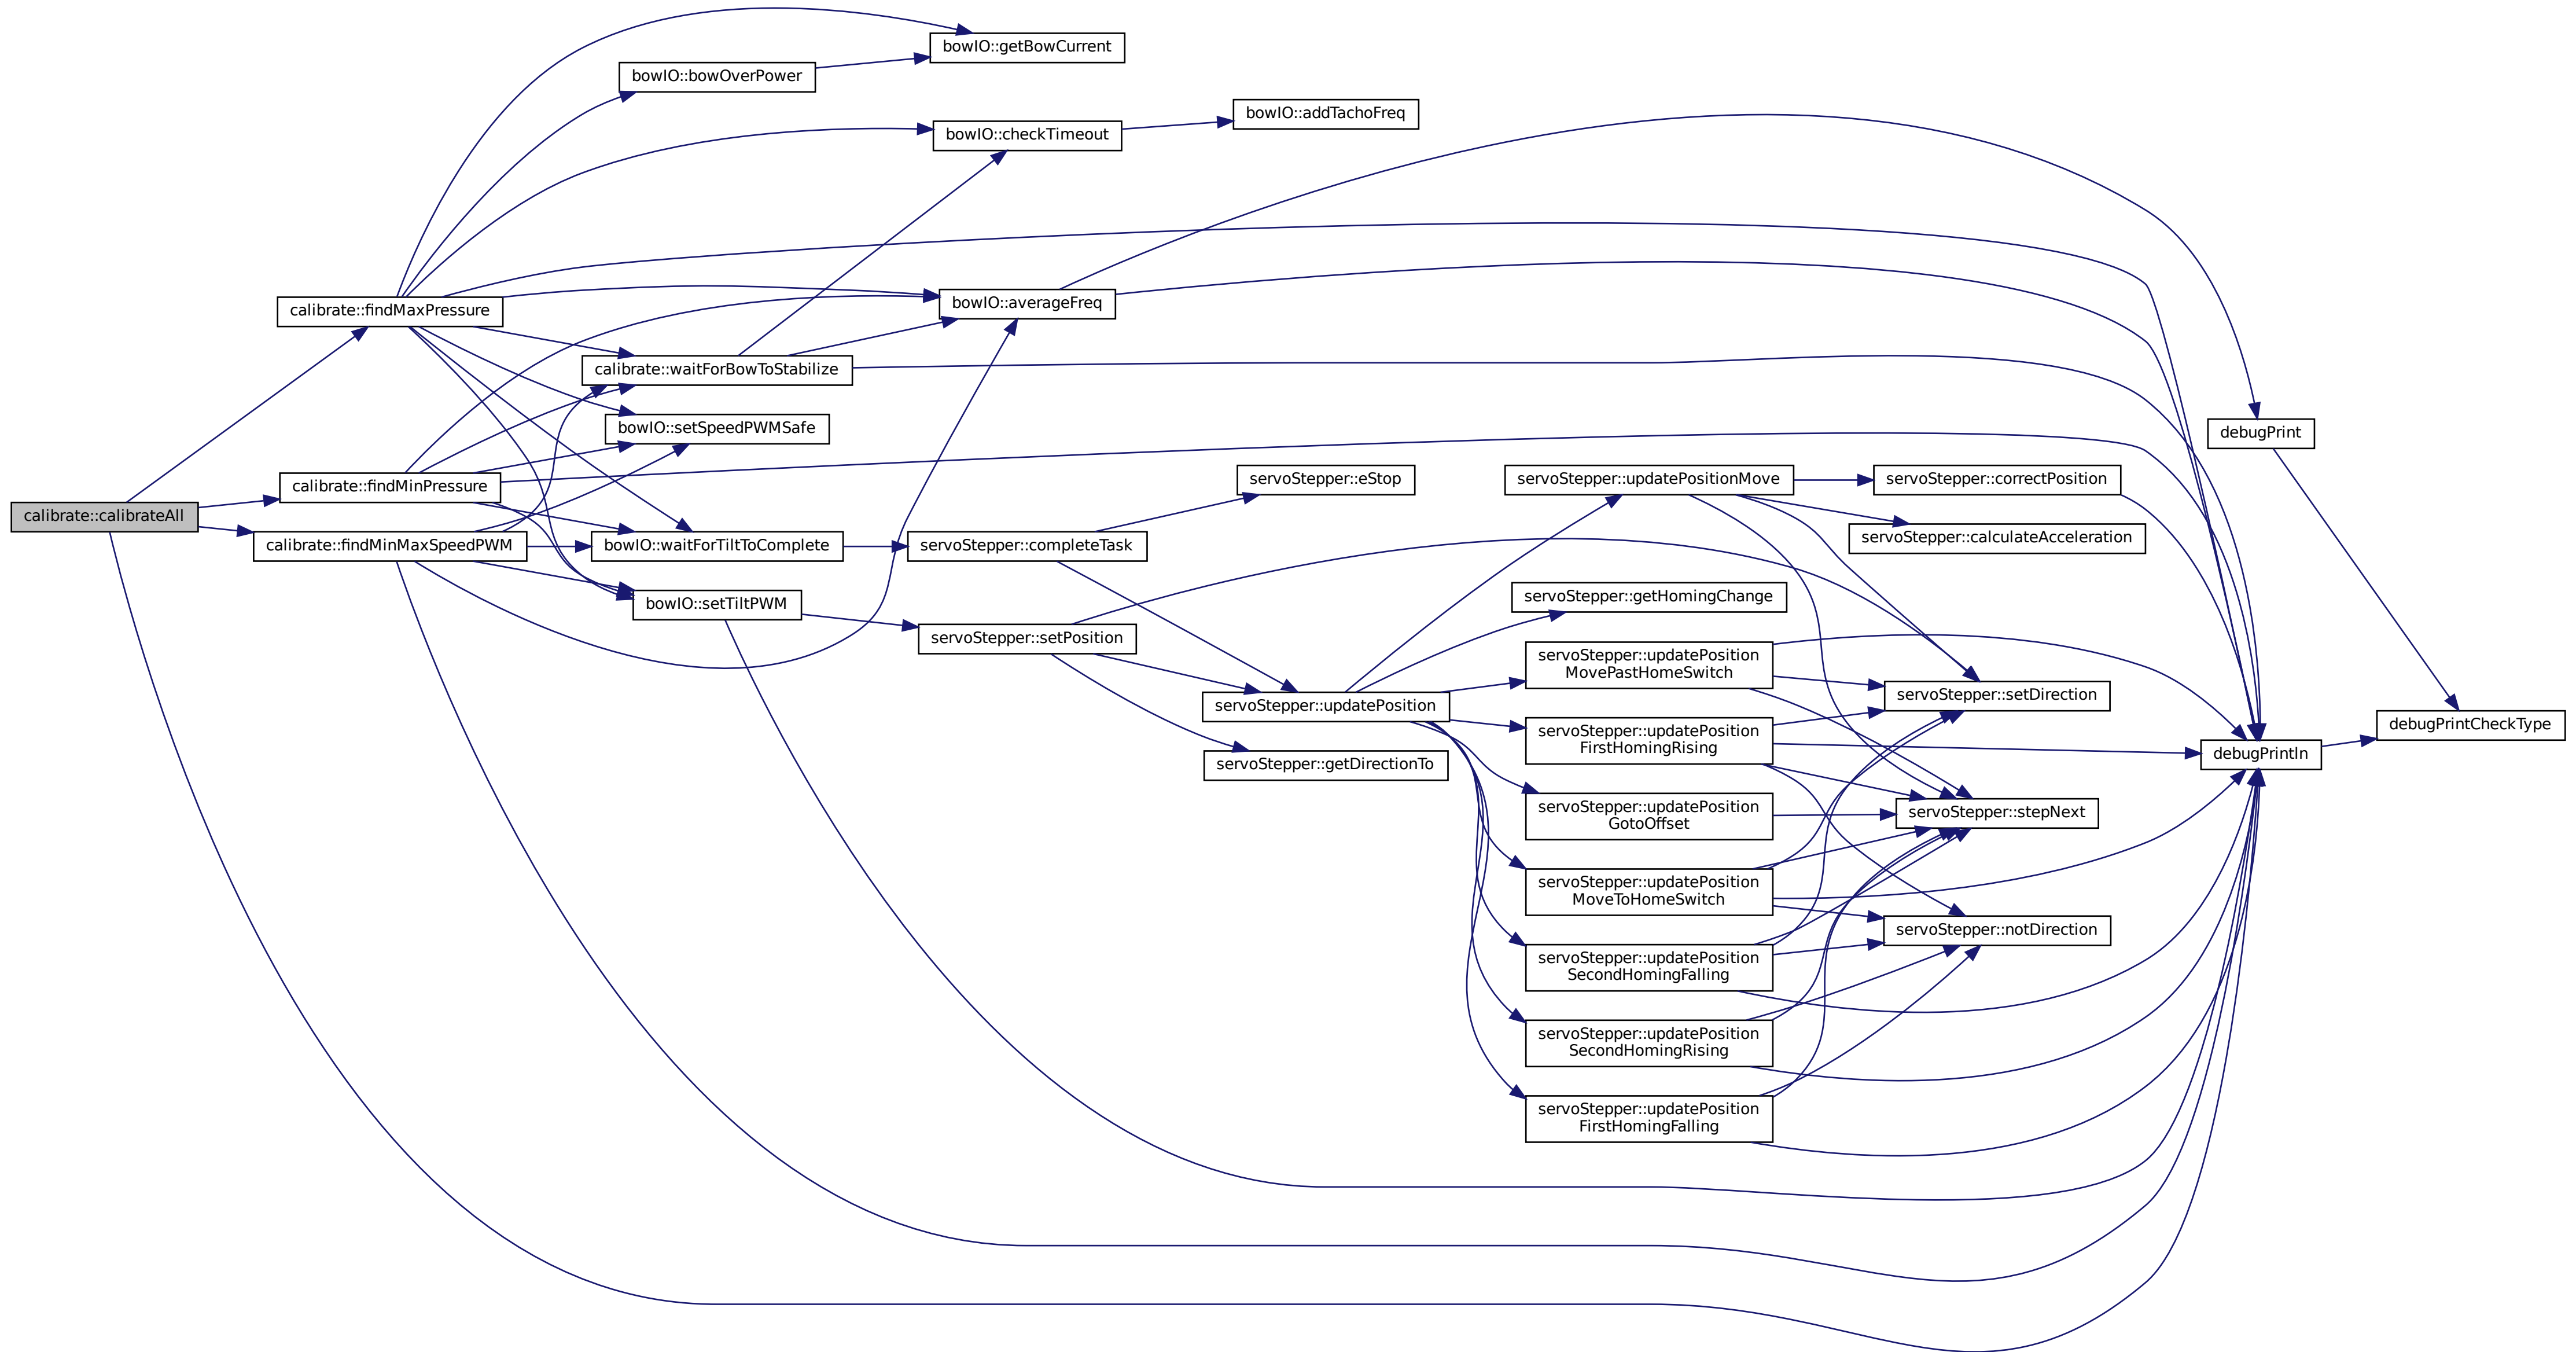 bowIO::getBowCurrent
bowIO::bowOverPower
bowIO::addTachoFreq
bowIO::checkTimeout
calibrate::findMaxPressure
bowIO::averageFreq
calibrate::waitForBowToStabilize
bowIO::setSpeedPWMSafe
debugPrint
calibrate::calibrateAll
calibrate::findMinPressure
calibrate::findMinMaxSpeedPWM
bowIO::waitForTiltToComplete
bowIO::setTiltPWM
servoStepper::eStop
servoStepper::completeTask
servoStepper::setPosition
servoStepper::updatePosition
servoStepper::getDirectionTo
servoStepper::updatePositionMove
servoStepper::correctPosition
servoStepper::calculateAcceleration
servoStepper::getHomingChange
servoStepper::updatePosition
MovePastHomeSwitch
servoStepper::updatePosition
FirstHomingRising
servoStepper::updatePosition
GotoOffset
servoStepper::updatePosition
MoveToHomeSwitch
servoStepper::updatePosition
SecondHomingFalling
servoStepper::updatePosition
SecondHomingRising
servoStepper::updatePosition
FirstHomingFalling
servoStepper::setDirection
servoStepper::stepNext
servoStepper::notDirection
debugPrintln
debugPrintCheckType